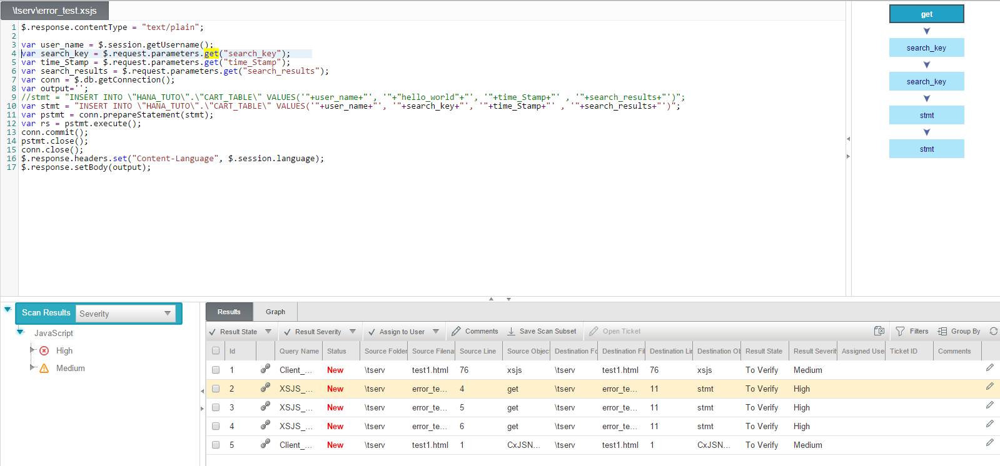 \tserv\error_test.xsjs
1 $.response.contentType = "text/plain";
2
3 var user_name = $.session.getUsername();
4 var search_key = $.request.parameters.get("search_key");
5 var time_Stamp = $.request.parameters.get("time_Stamp");
6 var search_results = $.request.parameters.get("search_results");
7 var conn = $.db.getConnection();
8 var output='';
9 //stmt = "INSERT INTO \"HANA_TUTO\".\"CART_TABLE\" VALUES('"+user_name+"', '"+"hello_world"+"', '"+time_Stamp+"' , '"+search_results+"')";
10 var stmt = "INSERT INTO \"HANA_TUTO\".\"CART_TABLE\" VALUES('"+user_name+"', '"+search_key+"', '"+time_Stamp+"' , '"+search_results+"')";
11 var pstmt = conn.prepareStatement(stmt);
12 var rs = pstmt.execute();
13 conn.commit();
14 pstmt.close();
15 conn.close();
16 $.response.headers.set("Content-Language", $.session.language);
17 $.response.setBody(output);
get
search_key
search_key
stmt
stmt
Scan Results Severity
JavaScript
High
Medium
Results Graph
Result State Result Severity Assign to User Comments Save Scan Subset Open Ticket Filters Group By
Id Query Name Status Source Folder Source Filena Source Line Source Objec Destination Fo Destination Fil Destination Lin Destination Ob Result State Result Severit Assigned Use Ticket ID Comments
1 Client_... New \tserv test1.html 76 xsjs \tserv test1.html 76 xsjs To Verify Medium
2 XSJS_... New \tserv error_te... 4 get \tserv error_te... 11 stmt To Verify High
3 XSJS_... New \tserv error_te... 5 get \tserv error_te... 11 stmt To Verify High
4 XSJS_... New \tserv error_te... 6 get \tserv error_te... 11 stmt To Verify High
5 Client_... New \tserv test1.html 1 CxJSN... \tserv test1.html 1 CxJSN... To Verify Medium